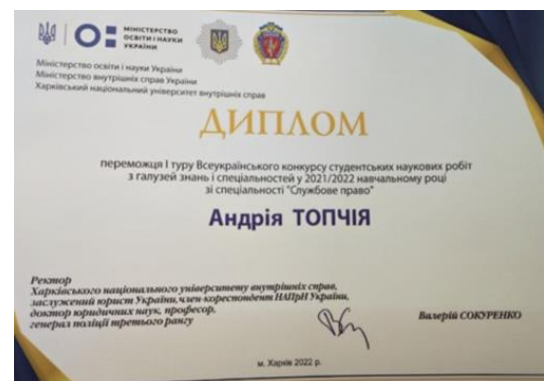 МІНІСТЕРСТВО
ОСВІТИ І НАУКИ
УКРАЇНИ
Міністерство освіти і науки України
Міністерство внутрішніх справ України
Харківський національний університет внутрішніх справ
ДИПЛОМ
переможця І туру Всеукраїнського конкурсу студентських наукових робіт
з галузей знань і спеціальностей у 2021/2022 навчальному році
зі спеціальності "Службове право"
Андрія ТОПЧІЯ
Ректор
Харківського національного університету внутрішніх справ,
заслужений юрист України, член-кореспондент НАПрН України,
доктор юридичних наук, професор,
генерал поліції третього рангу
Валерій СОКУРЕНКО
м. Харків 2022 р.